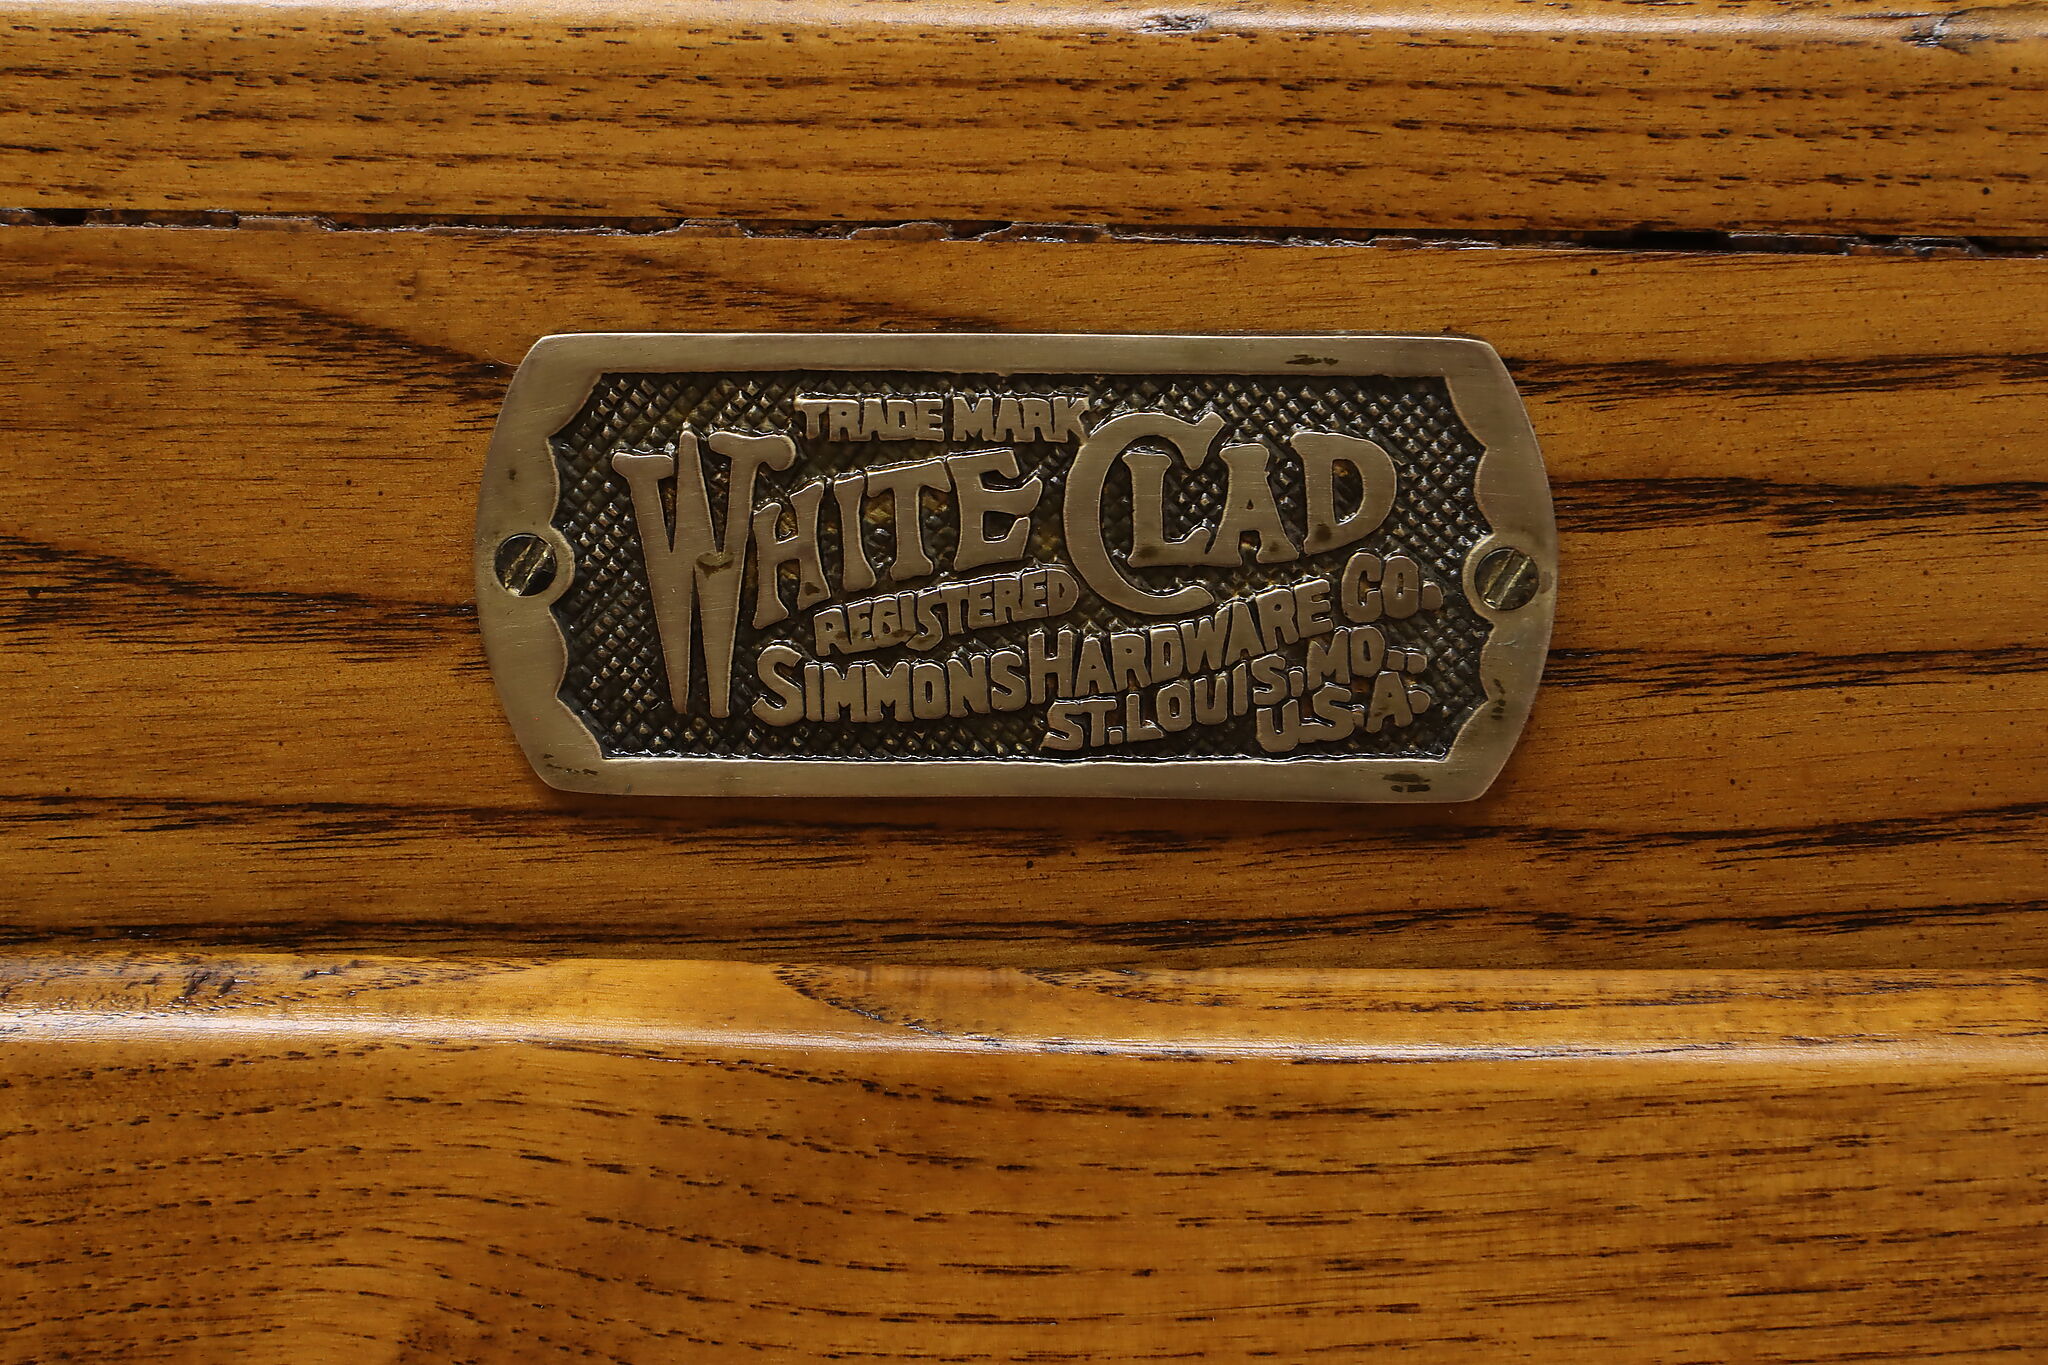 TRADE MARK
WHITE CLAD
REGISTERED
SIMMONS HARDWARE CO.
ST. LOUIS, MO.,
U.S.A.